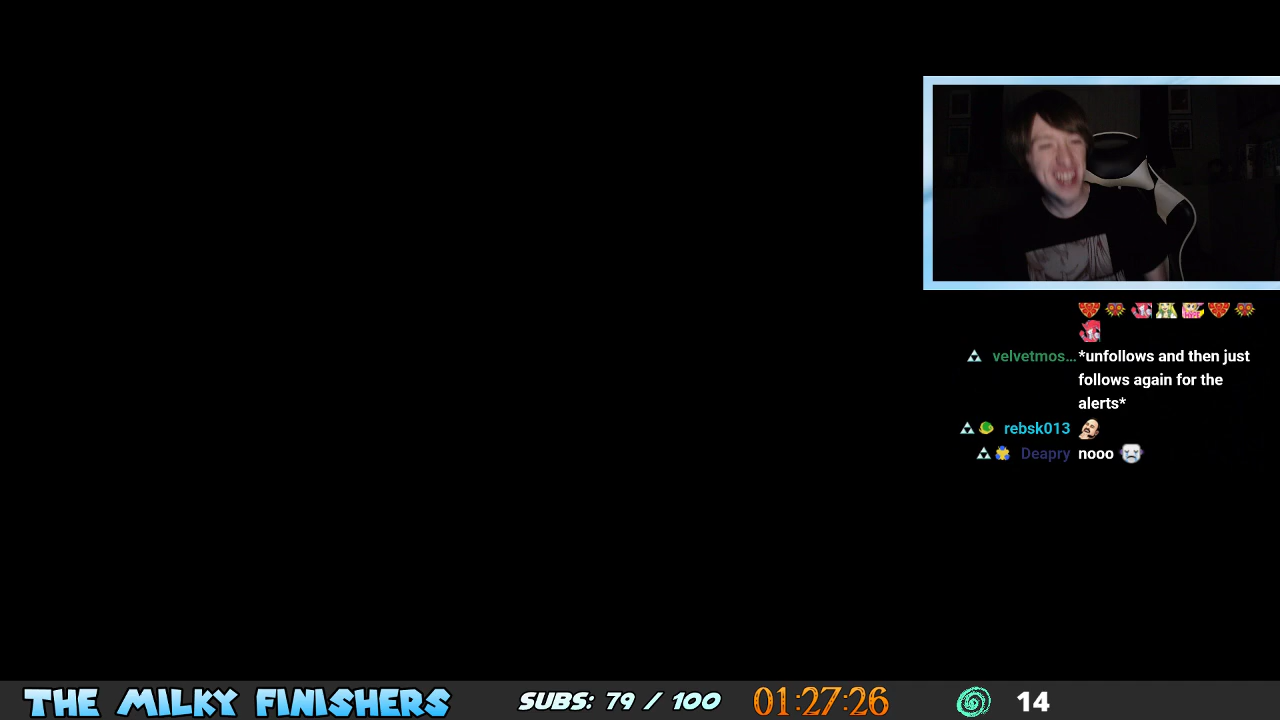 velvetmos... *unfollows and then just
follows again for the
alerts*
rebsk013
Deapry nooo
THE MILKY FINISHERS SUBS: 79 / 100 01:27:26 14